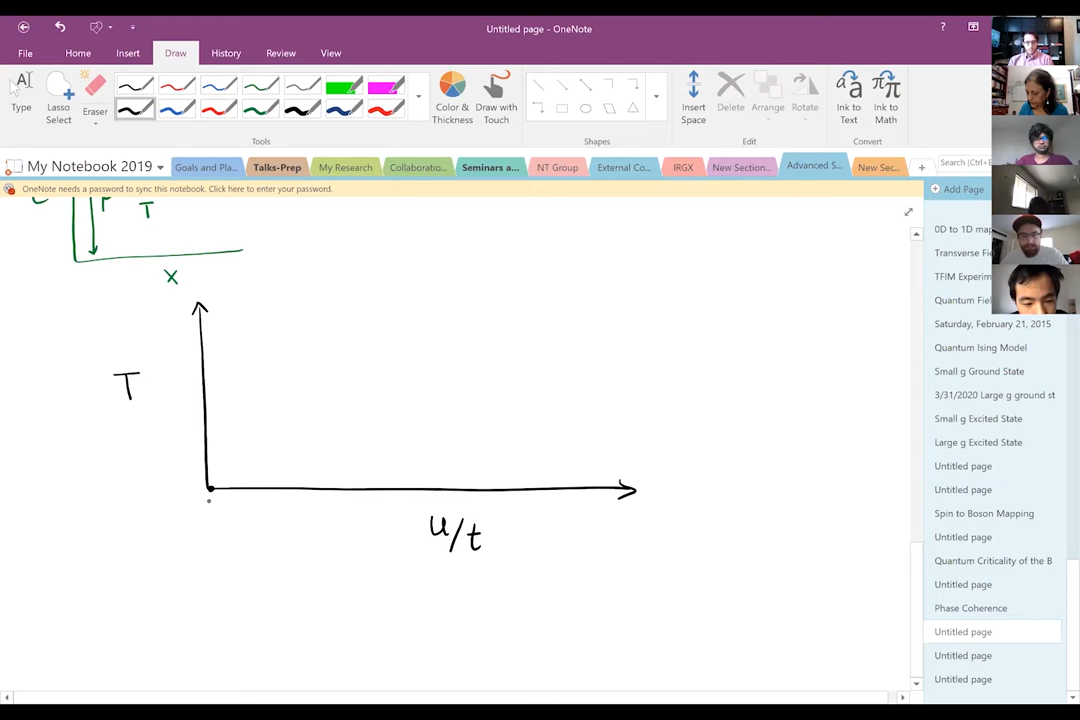 Untitled page - OneNote
?
File
Home
Insert
Draw
History
Review
View
Type
Lasso Select
Eraser
Color & Thickness
Draw with Touch
Insert Space
Delete
Arrange
Rotate
Ink to Text
Ink to Math
Tools
Shapes
Edit
Convert
My Notebook 2019
Goals and Pla...
Talks-Prep
My Research
Collaboratio...
Seminars a...
NT Group
External Co...
IRGX
New Section...
Advanced S...
New Sec...
Search (Ctrl+E
OneNote needs a password to sync this notebook. Click here to enter your password.
Add Page
0D to 1D map
Transverse Fi
TFIM Experim
Quantum Fiel
Saturday, February 21, 2015
Quantum Ising Model
Small g Ground State
3/31/2020 Large g ground st
Small g Excited State
Large g Excited State
Untitled page
Untitled page
Spin to Boson Mapping
Untitled page
Quantum Criticality of the B
Untitled page
Phase Coherence
Untitled page
Untitled page
Untitled page
T
x
T
u/t